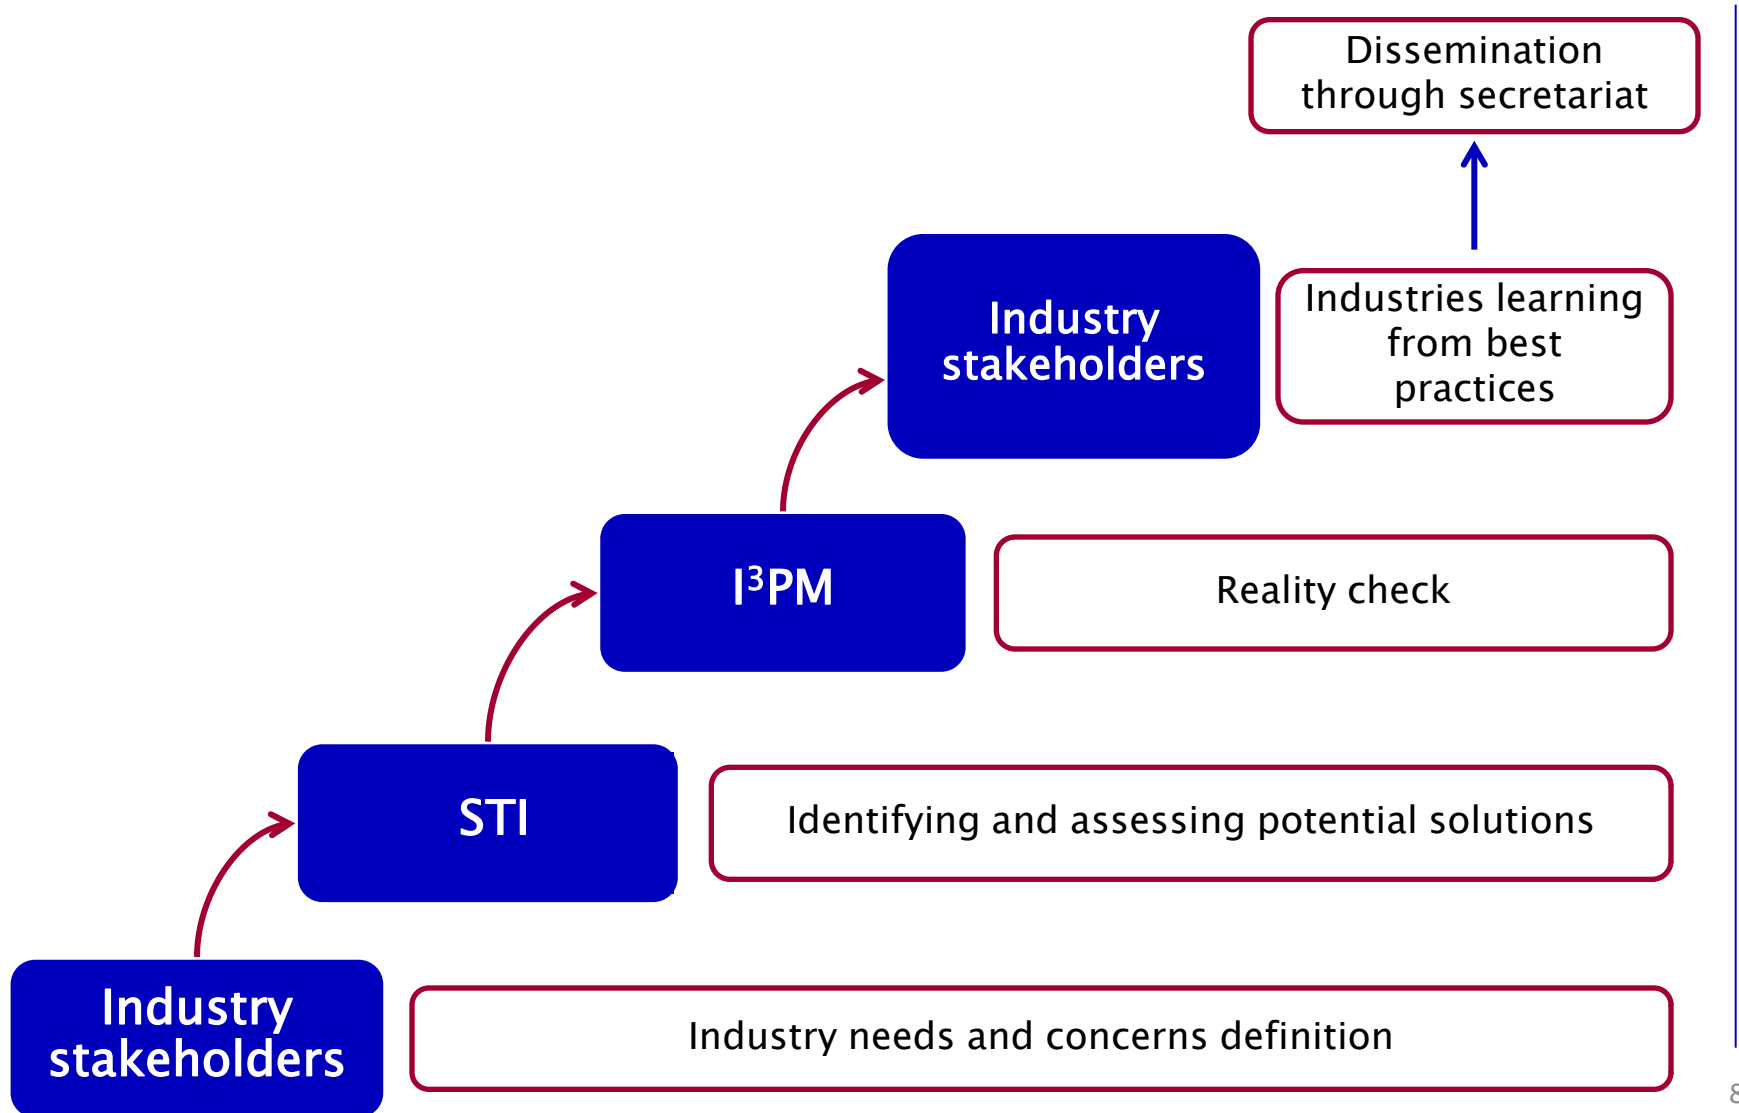 Dissemination
through secretariat
Industry
stakeholders
Industries learning
from best
practices
I³PM
Reality check
STI
Identifying and assessing potential solutions
Industry
stakeholders
Industry needs and concerns definition
8